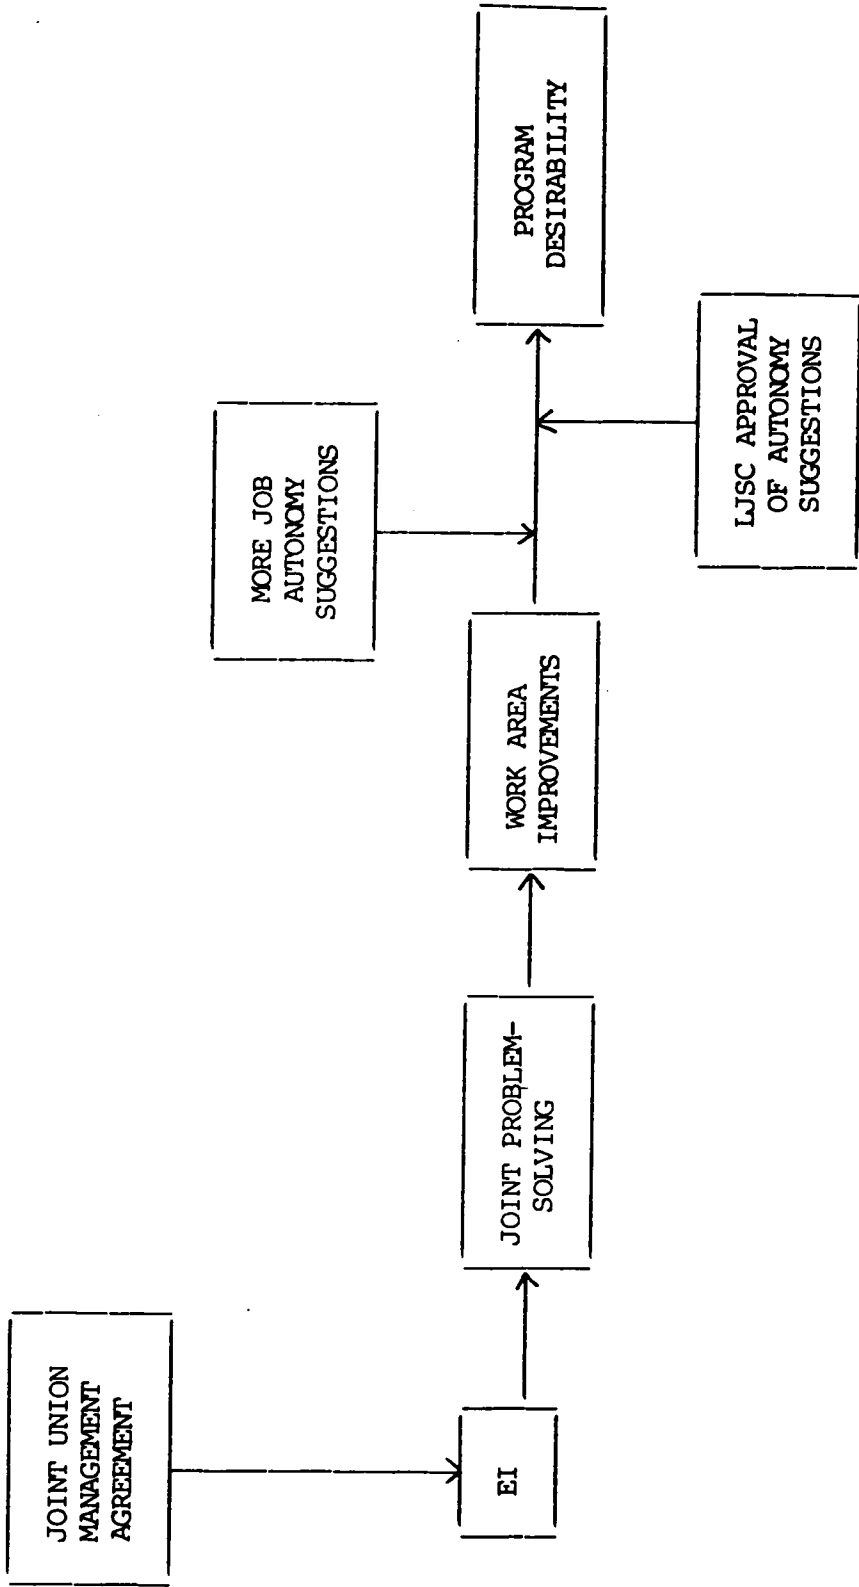 JOINT UNION
MANAGEMENT
AGREEMENT
EI
JOINT PROBLEM-
SOLVING
WORK AREA
IMPROVEMENTS
MORE JOB
AUTONOMY
SUGGESTIONS
LJSC APPROVAL
OF AUTONOMY
SUGGESTIONS
PROGRAM
DESIRABILITY